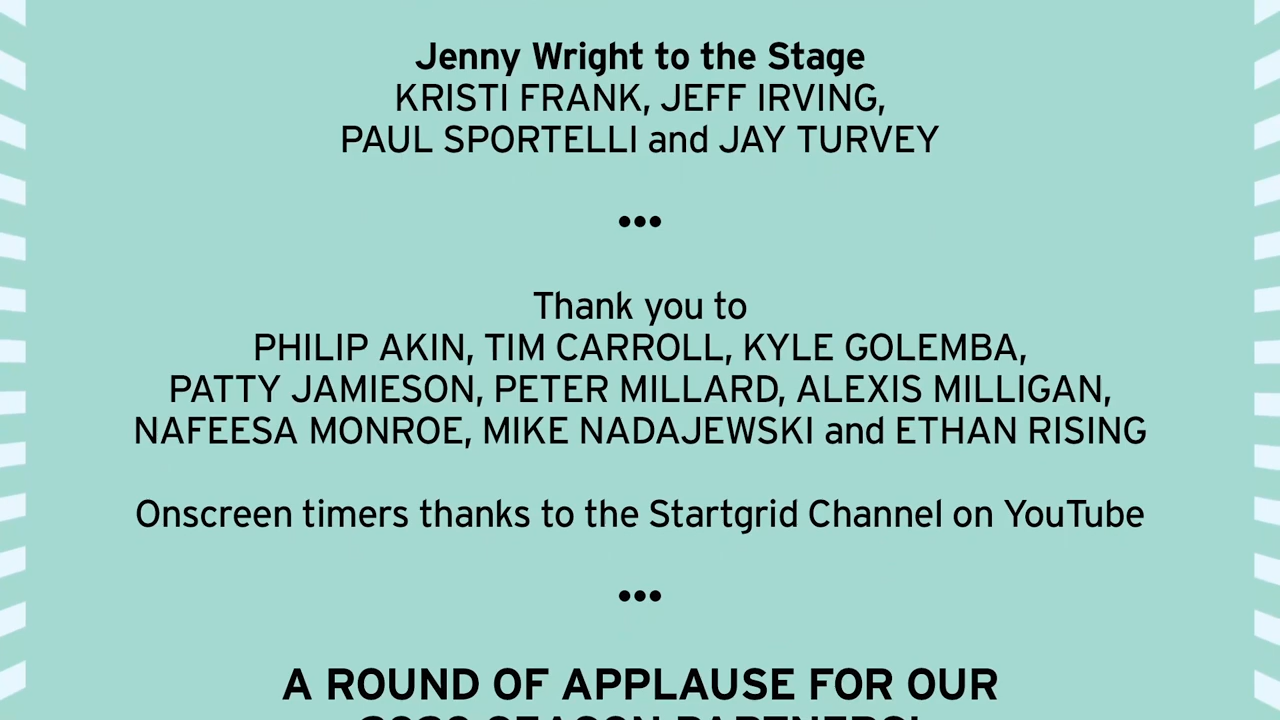 Jenny Wright to the Stage
KRISTI FRANK, JEFF IRVING,
PAUL SPORTELLI and JAY TURVEY
•••
Thank you to
PHILIP AKIN, TIM CARROLL, KYLE GOLEMBA,
PATTY JAMIESON, PETER MILLARD, ALEXIS MILLIGAN,
NAFEESA MONROE, MIKE NADAJEWSKI and ETHAN RISING
Onscreen timers thanks to the Startgrid Channel on YouTube
•••
A ROUND OF APPLAUSE FOR OUR
SEASON PARTNERS!